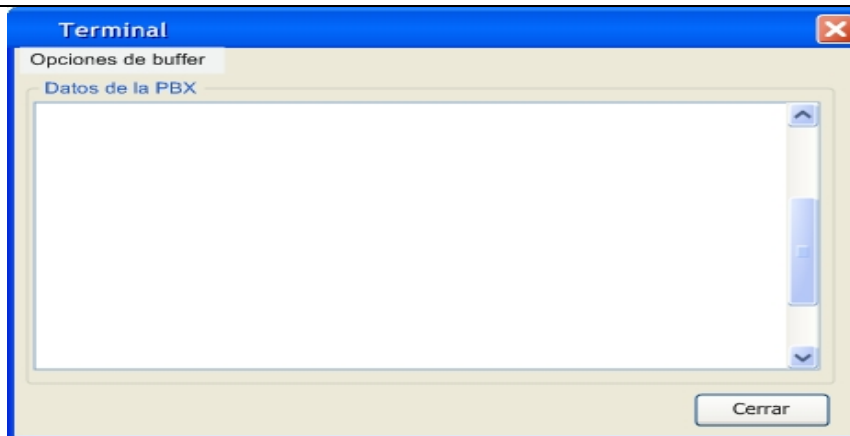 Terminal
Opciones de buffer
Datos de la PBX
Cerrar